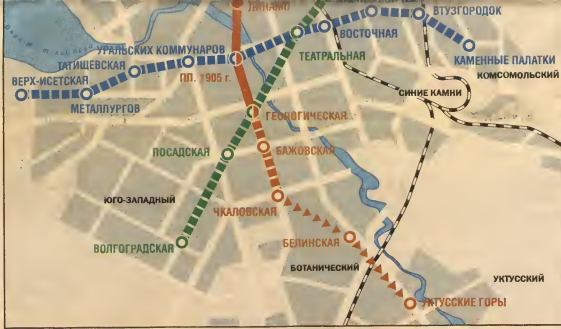 ДИНАМО
ВТУЗГОРОДОК
ВОСТОЧНАЯ
УРАЛЬСКИХ КОММУНАРОВ
ТЕАТРАЛЬНАЯ
КАМЕННЫЕ ПАЛАТКИ
ТАТИЩЕВСКАЯ
КОМСОМОЛЬСКИЙ
ВЕРХ-ИСЕТСКАЯ
ПЛ. 1905 г.
СИНИЕ КАМНИ
МЕТАЛЛУРГОВ
ГЕОЛОГИЧЕСКАЯ
ПОСАДСКАЯ
БАЖОВСКАЯ
ЮГО-ЗАПАДНЫЙ
ЧКАЛОВСКАЯ
ВОЛГОГРАДСКАЯ
БЕЛИНСКАЯ
БОТАНИЧЕСКИЙ
УКТУССКИЙ
УКТУССКИЕ ГОРЫ